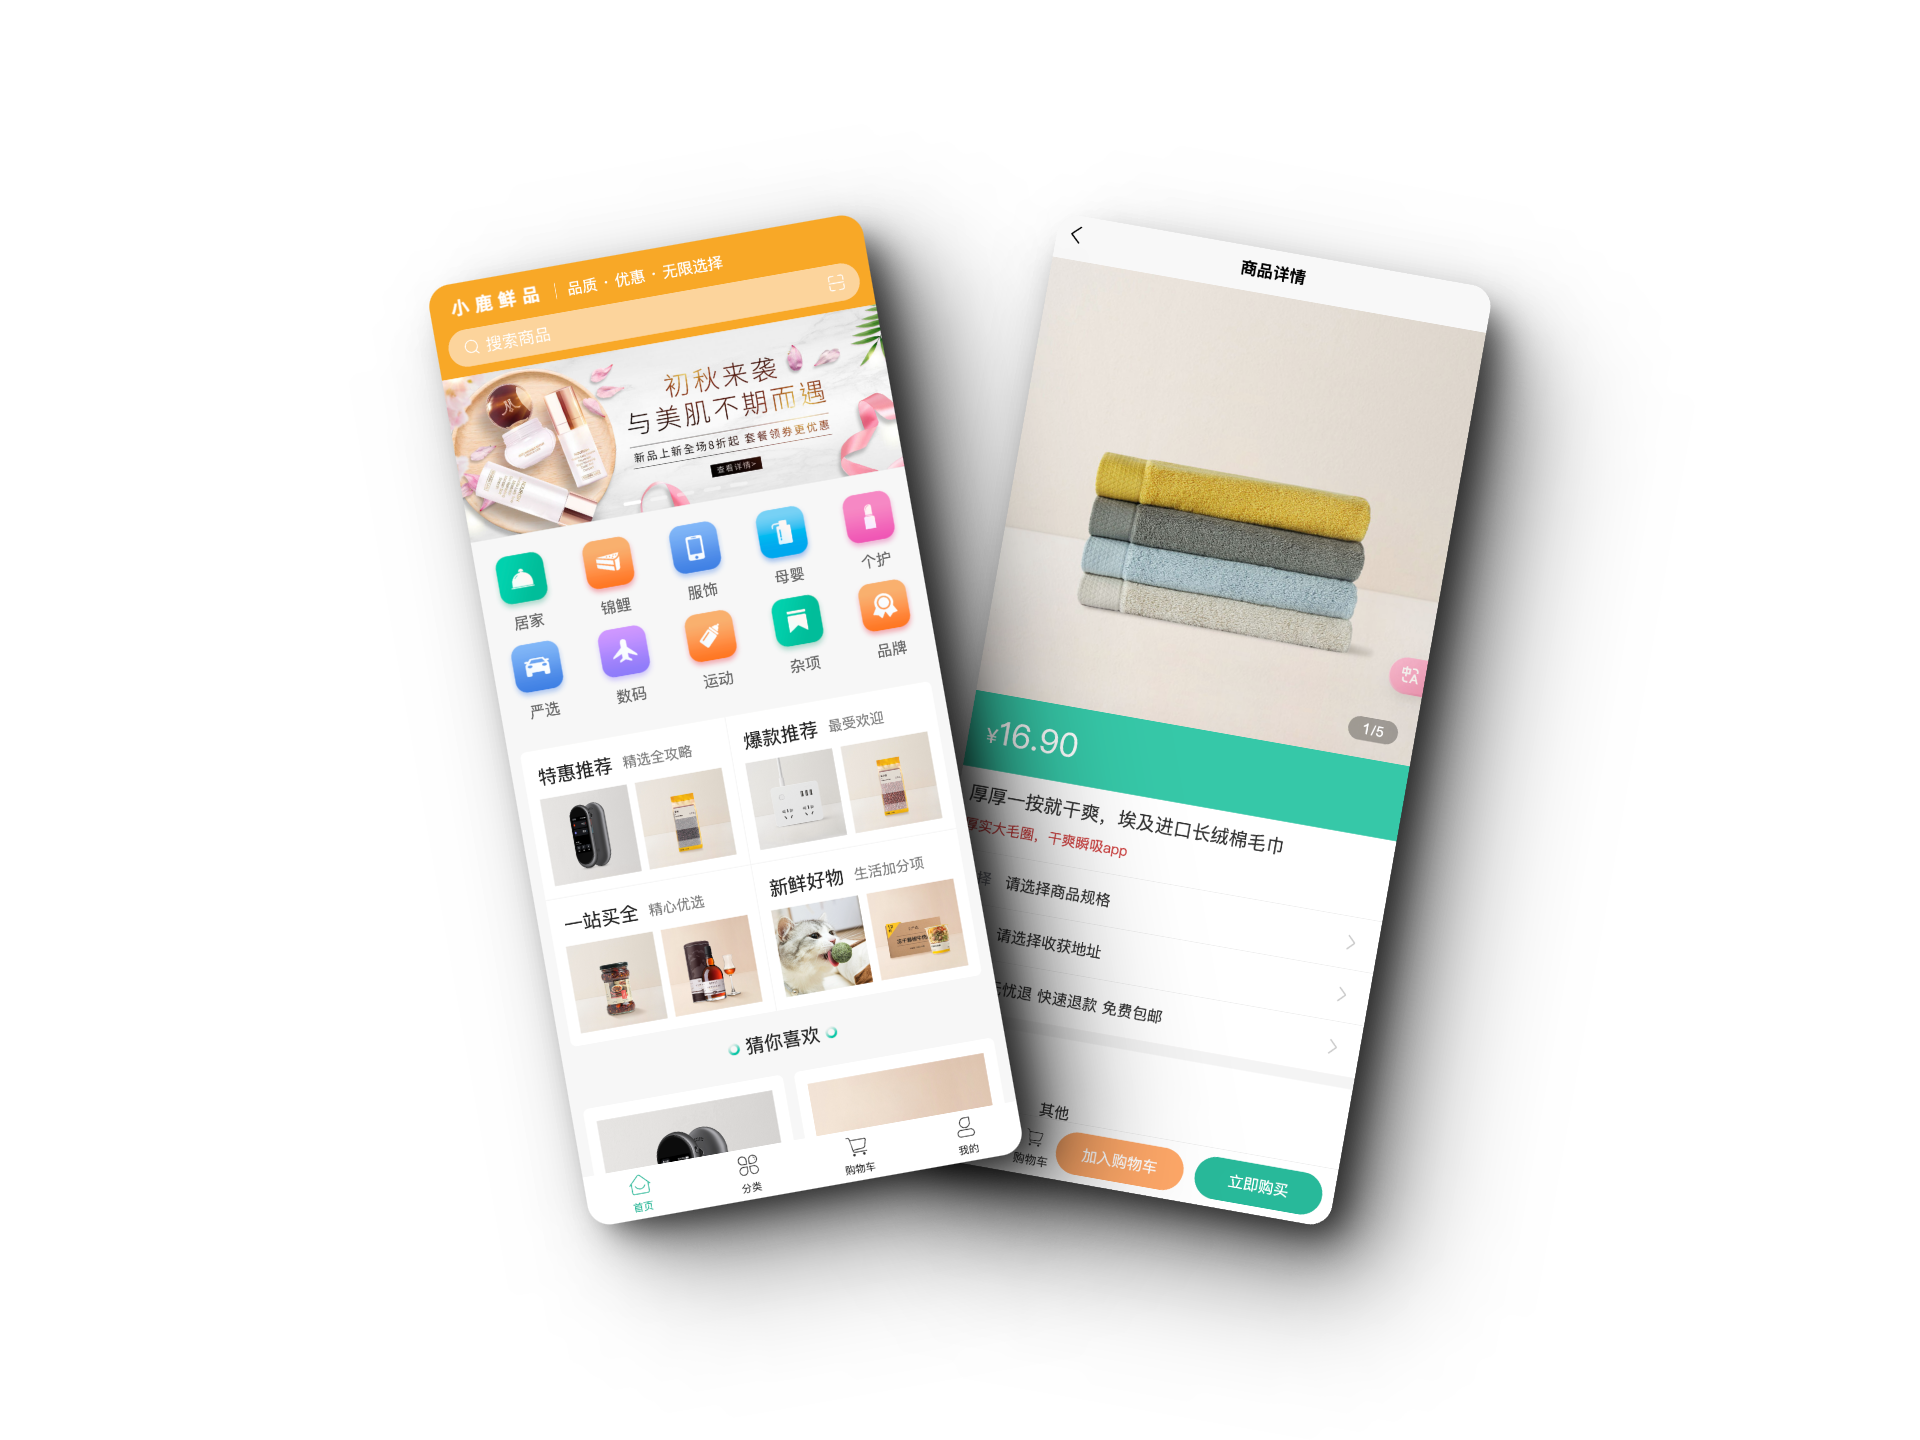 小鹿鲜品 | 品质 · 优惠 · 无限选择
搜索商品
初秋来袭
与美肌不期而遇
新品上新全场8折起 套餐领券更优惠
查看详情>
居家
锦鲤
服饰
母婴
个护
严选
数码
运动
杂项
品牌
特惠推荐 精选全攻略
爆款推荐 最受欢迎
一站买全 精心优选
新鲜好物 生活加分项
猜你喜欢
首页
分类
购物车
我的
商品详情
中
A
1/5
¥16.90
厚厚一按就干爽，埃及进口长绒棉毛巾
厚实大毛圈，干爽瞬吸app
择 请选择商品规格
请选择收获地址
忧退 快速退款 免费包邮
其他
购物车
加入购物车
立即购买